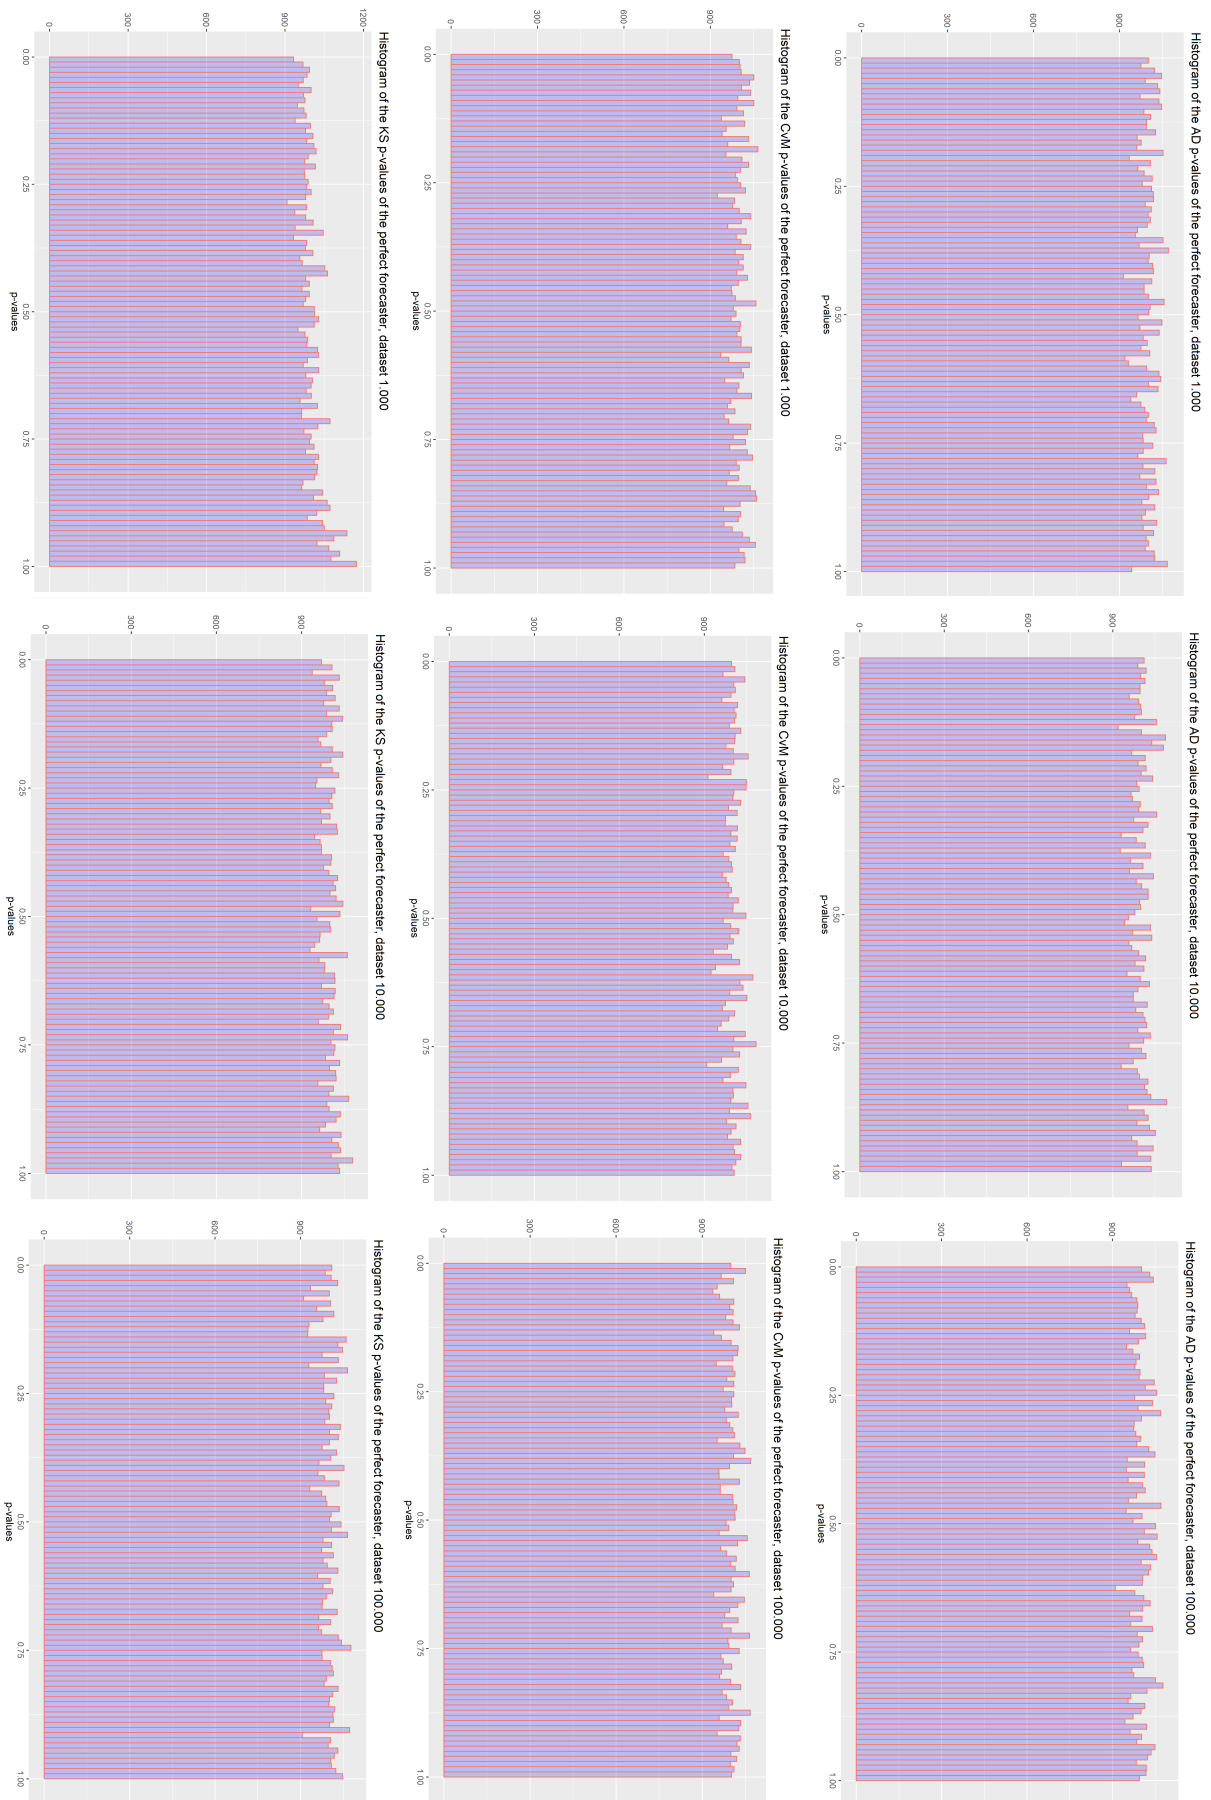 Histogram of the AD p-values of the perfect forecaster, dataset 1.000
900
600
300
0
0.00 0.25 0.50 0.75 1.00
p-values
Histogram of the AD p-values of the perfect forecaster, dataset 10.000
900
600
300
0
0.00 0.25 0.50 0.75 1.00
p-values
Histogram of the AD p-values of the perfect forecaster, dataset 100.000
900
600
300
0
0.00 0.25 0.50 0.75 1.00
p-values
Histogram of the CvM p-values of the perfect forecaster, dataset 1.000
900
600
300
0
0.00 0.25 0.50 0.75 1.00
p-values
Histogram of the CvM p-values of the perfect forecaster, dataset 10.000
900
600
300
0
0.00 0.25 0.50 0.75 1.00
p-values
Histogram of the CvM p-values of the perfect forecaster, dataset 100.000
900
600
300
0
0.00 0.25 0.50 0.75 1.00
p-values
Histogram of the KS p-values of the perfect forecaster, dataset 1.000
1200
900
600
300
0
0.00 0.25 0.50 0.75 1.00
p-values
Histogram of the KS p-values of the perfect forecaster, dataset 10.000
900
600
300
0
0.00 0.25 0.50 0.75 1.00
p-values
Histogram of the KS p-values of the perfect forecaster, dataset 100.000
900
600
300
0
0.00 0.25 0.50 0.75 1.00
p-values